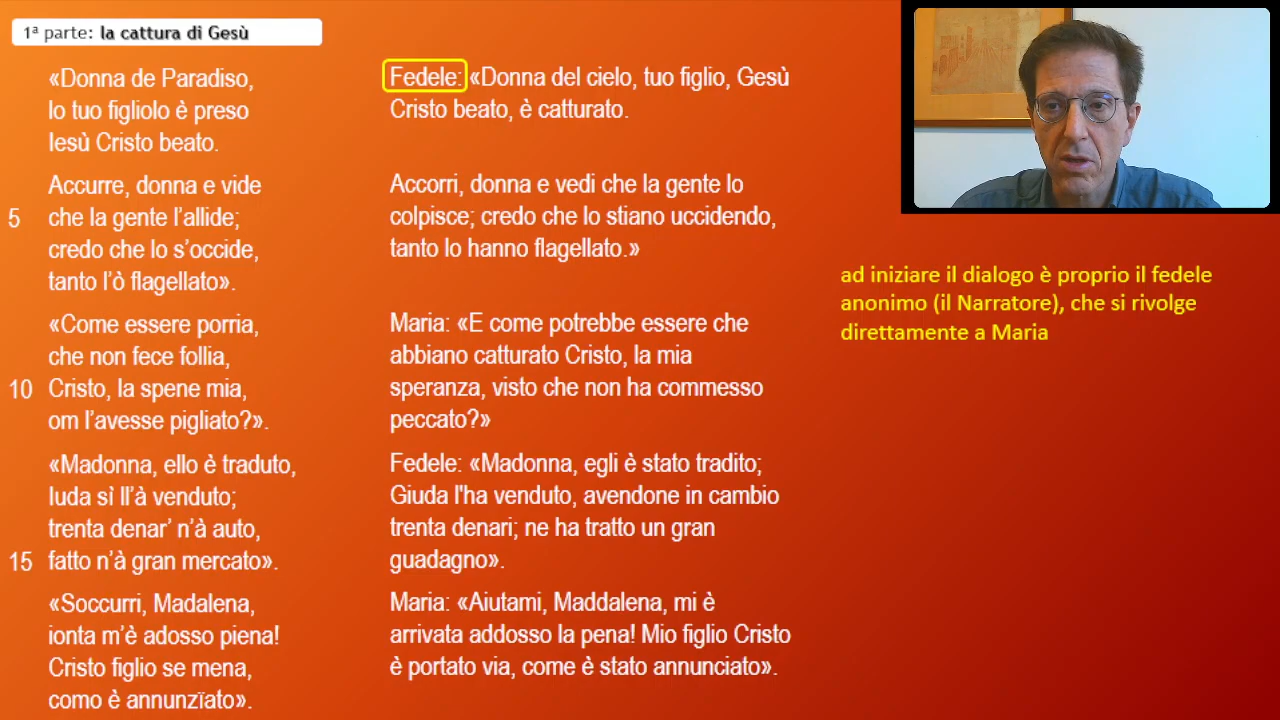 1ª parte: la cattura di Gesù
«Donna de Paradiso,
lo tuo figliolo è preso
Iesù Cristo beato.
Accurre, donna e vide
5 che la gente l’allide;
credo che lo s’occide,
tanto l’ò flagellato».
«Come essere porria,
che non fece follia,
10 Cristo, la spene mia,
om l’avesse pigliato?».
«Madonna, ello è traduto,
Iuda sì ll’à venduto;
trenta denar’ n’à auto,
15 fatto n’à gran mercato».
«Soccurri, Madalena,
ionta m’è adosso piena!
Cristo figlio se mena,
como è annunzïato».
Fedele: «Donna del cielo, tuo figlio, Gesù
Cristo beato, è catturato.
Accorri, donna e vedi che la gente lo
colpisce; credo che lo stiano uccidendo,
tanto lo hanno flagellato.»
Maria: «E come potrebbe essere che
abbiano catturato Cristo, la mia
speranza, visto che non ha commesso
peccato?»
Fedele: «Madonna, egli è stato tradito;
Giuda l'ha venduto, avendone in cambio
trenta denari; ne ha tratto un gran
guadagno».
Maria: «Aiutami, Maddalena, mi è
arrivata addosso la pena! Mio figlio Cristo
è portato via, come è stato annunciato».
ad iniziare il dialogo è proprio il fedele
anonimo (il Narratore), che si rivolge
direttamente a Maria